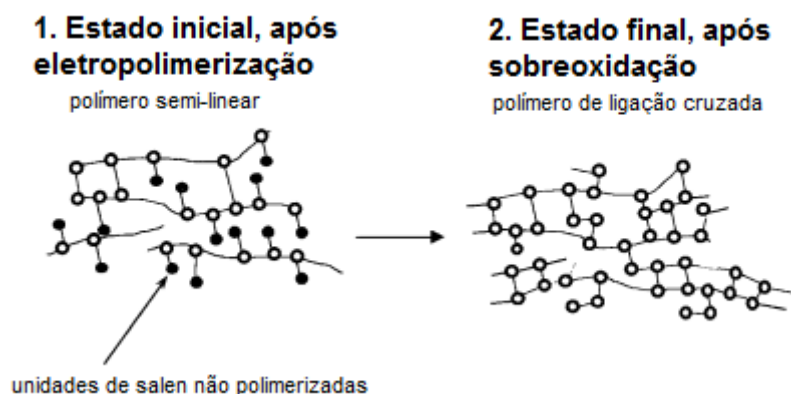 1. Estado inicial, após
eletropolimerização
polímero semi-linear
2. Estado final, após
sobreoxidação
polímero de ligação cruzada
unidades de salen não polimerizadas